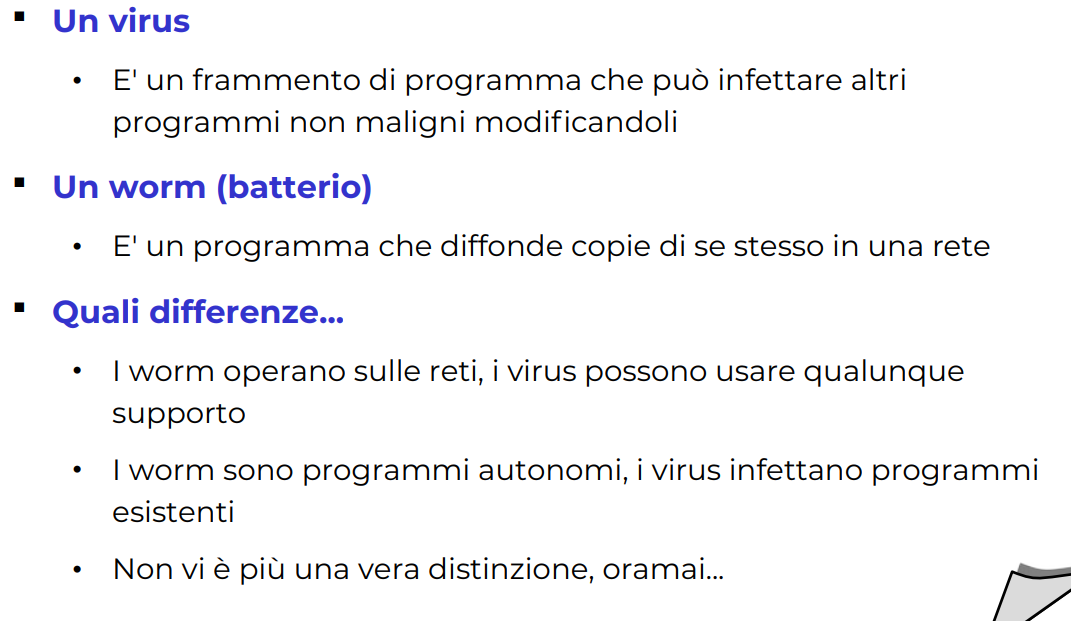 ▪ Un virus
• E' un frammento di programma che può infettare altri
programmi non maligni modificandoli
▪ Un worm (batterio)
• E' un programma che diffonde copie di se stesso in una rete
▪ Quali differenze...
• I worm operano sulle reti, i virus possono usare qualunque
supporto
• I worm sono programmi autonomi, i virus infettano programmi
esistenti
• Non vi è più una vera distinzione, oramai...